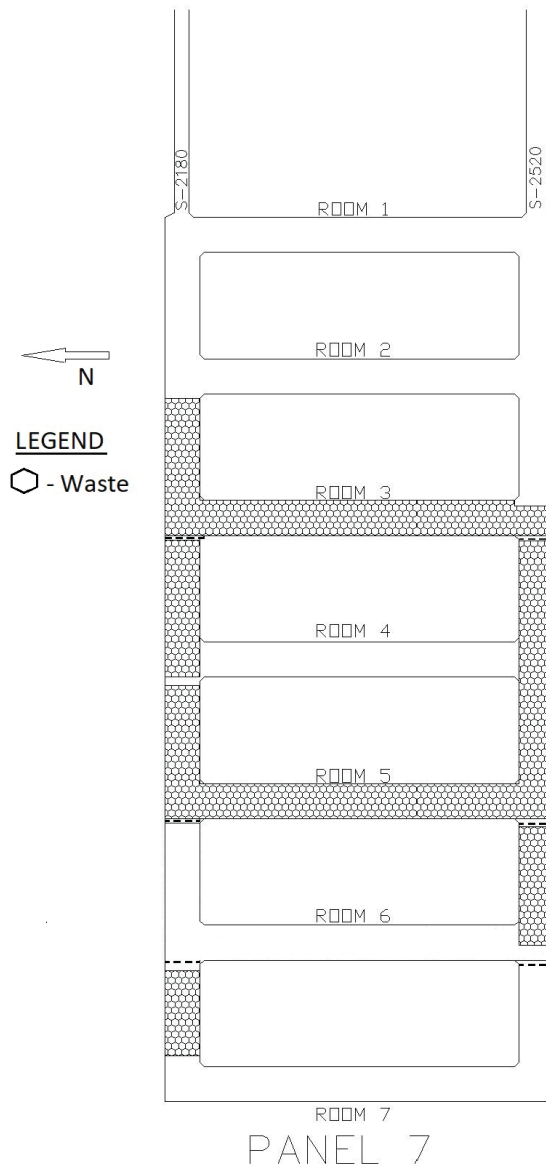 S-2180
S-2520
ROOM 1
ROOM 2
N
LEGEND
- Waste
ROOM 3
ROOM 4
ROOM 5
ROOM 6
ROOM 7
PANEL 7